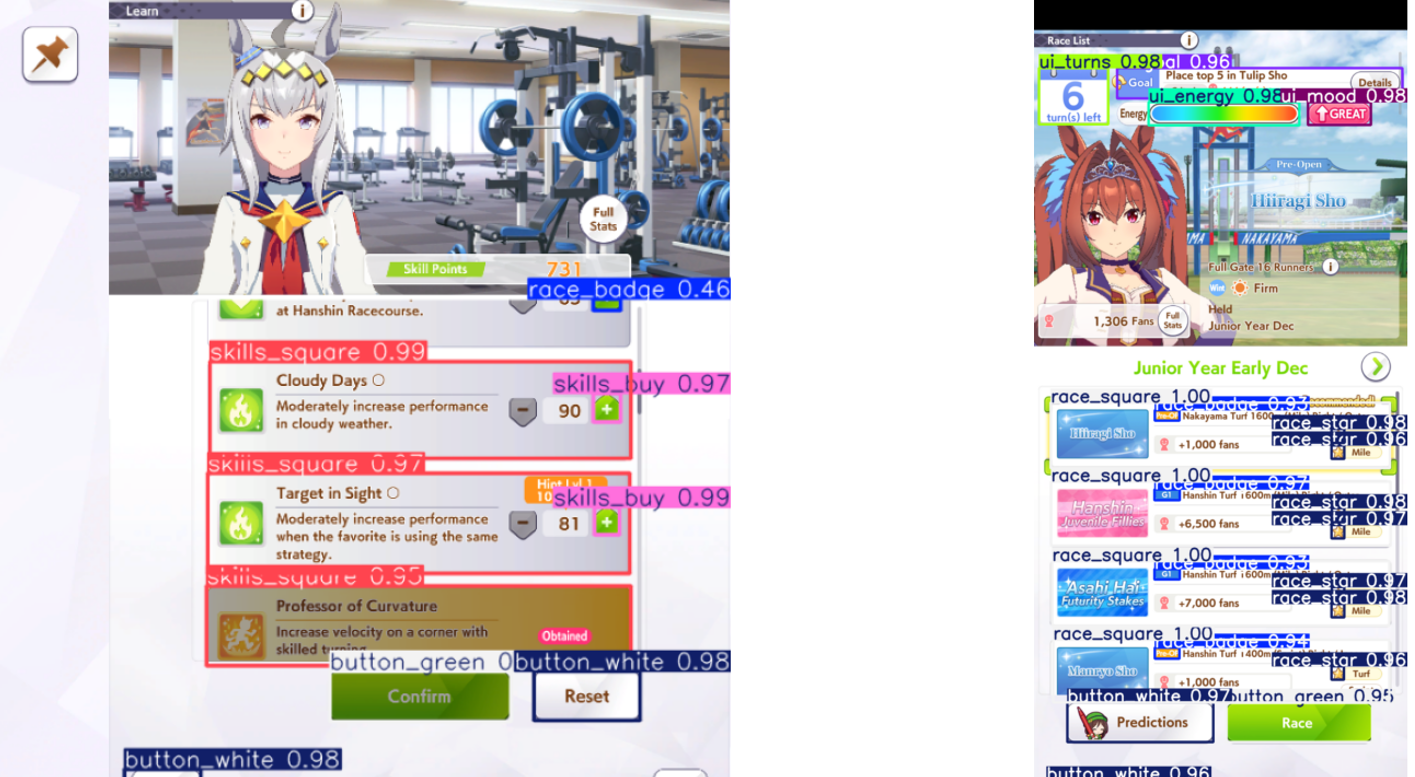 Learn
Full
Stats
Skill Points 731
race_badge 0.46
at Hanshin Racecourse.
skills_square 0.99
Cloudy Days ○
skills_buy 0.97
Moderately increase performance
in cloudy weather.
90
skills_square 0.97
Target in Sight ○
Hint Lvl 1
skills_buy 0.99
Moderately increase performance
when the favorite is using the same
strategy.
81
skills_square 0.95
Professor of Curvature
Increase velocity on a corner with
skilled turning.
Obtained
button_green 0
button_white 0.98
Confirm
Reset
button_white 0.98
Race List
ui_turns 0.98
0.96
Place top 5 in Tulip Sho
Goal
Details
6
turn(s) left
ui_energy 0.98
ui_mood 0.98
Energy
GREAT
Pre-Open
Hiiragi Sho
NAKAYAMA
Full Gate 16 Runners
Firm
Held
Junior Year Dec
1,306 Fans
Full
Stats
Junior Year Early Dec
race_square 1.00
race_badge 0.93
Nakayama Turf 1600
race_star 0.98
race_star 0.96
Hiiragi Sho
+1,000 fans
Mile
race_square 1.00
race_badge 0.97
G1
Hanshin Turf 1600m
race_star 0.98
race_star 0.97
Hanshin
Juvenile Fillies
+6,500 fans
Mile
race_square 1.00
race_badge 0.93
G1
Hanshin Turf 1600m
race_star 0.97
race_star 0.98
Asahi Hai
Futurity Stakes
+7,000 fans
Mile
race_square 1.00
race_badge 0.94
Hanshin Turf 1400m
race_star 0.96
Manryo Sho
+1,000 fans
Turf
button_white 0.97
button_green 0.95
Predictions
Race
button_white 0.96